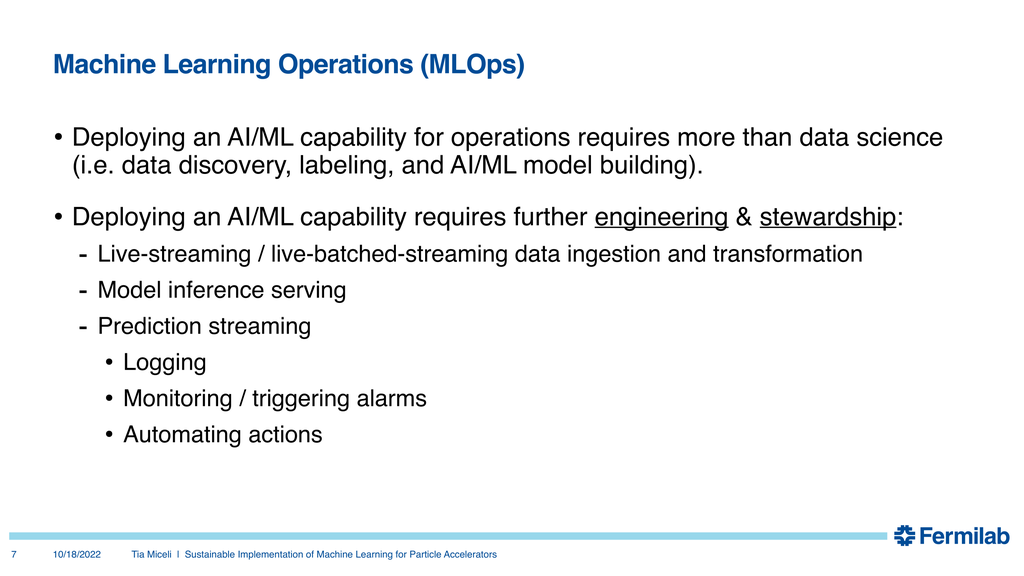 Machine Learning Operations (MLOps)
• Deploying an AI/ML capability for operations requires more than data science
(i.e. data discovery, labeling, and AI/ML model building).
• Deploying an AI/ML capability requires further engineering & stewardship:
- Live-streaming / live-batched-streaming data ingestion and transformation
- Model inference serving
- Prediction streaming
• Logging
• Monitoring / triggering alarms
• Automating actions
Fermilab
7 10/18/2022 Tia Miceli | Sustainable Implementation of Machine Learning for Particle Accelerators